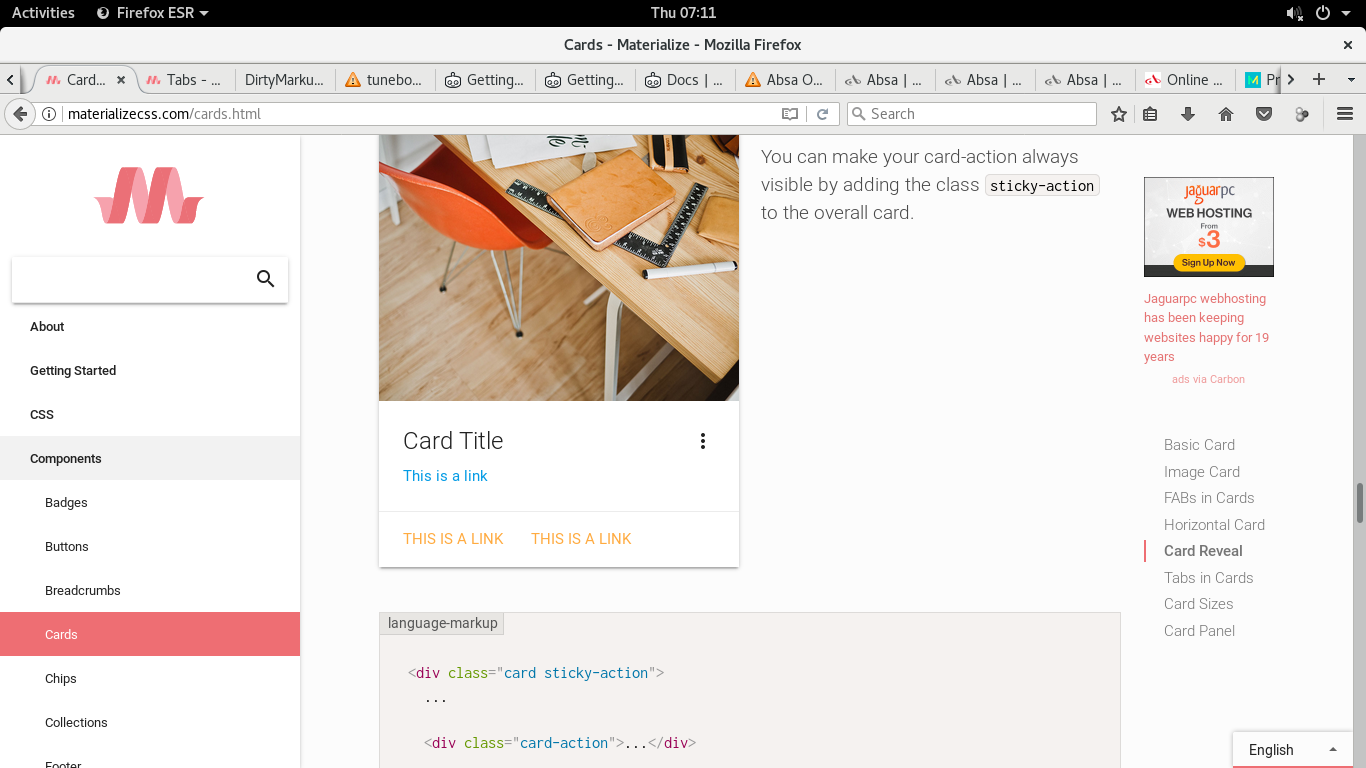 Activities
Firefox ESR
Thu 07:11
Cards - Materialize - Mozilla Firefox
Card...
Tabs - ...
DirtyMarku...
tunebo...
Getting...
Getting...
Docs | ...
Absa O...
Absa | ...
Absa | ...
Absa | ...
Online ...
Pr
materializecss.com/cards.html
Search
About
Getting Started
CSS
Components
Badges
Buttons
Breadcrumbs
Cards
Chips
Collections
Footer
You can make your card-action always
visible by adding the class sticky-action
to the overall card.
Card Title
This is a link
THIS IS A LINK THIS IS A LINK
language-markup
<div class="card sticky-action">
...
<div class="card-action">...</div>
jaguarpc
WEB HOSTING
From
$3
Sign Up Now
Jaguarpc webhosting
has been keeping
websites happy for 19
years
ads via Carbon
Basic Card
Image Card
FABs in Cards
Horizontal Card
Card Reveal
Tabs in Cards
Card Sizes
Card Panel
English